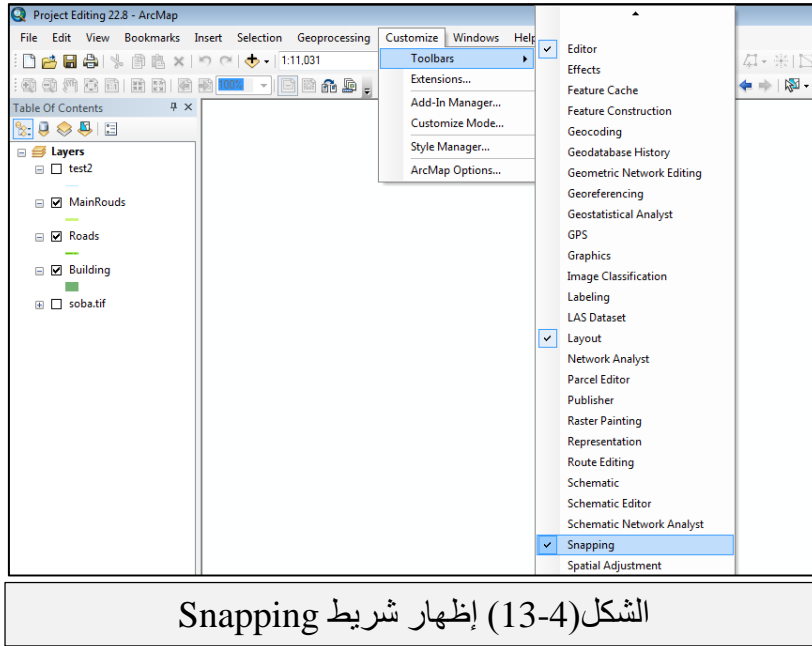 Project Editing 22.8 - ArcMap
File Edit View Bookmarks Insert Selection Geoprocessing Customize Windows Help
1:11,031
100%
Table Of Contents
Layers
test2
MainRouds
Roads
Building
soba.tif
Toolbars
Extensions...
Add-In Manager...
Customize Mode...
Style Manager...
ArcMap Options...
Editor
Effects
Feature Cache
Feature Construction
Geocoding
Geodatabase History
Geometric Network Editing
Georeferencing
Geostatistical Analyst
GPS
Graphics
Image Classification
Labeling
LAS Dataset
Layout
Network Analyst
Parcel Editor
Publisher
Raster Painting
Representation
Route Editing
Schematic
Schematic Editor
Schematic Network Analyst
Snapping
Spatial Adjustment
الشكل(4-13) إظهار شريط Snapping